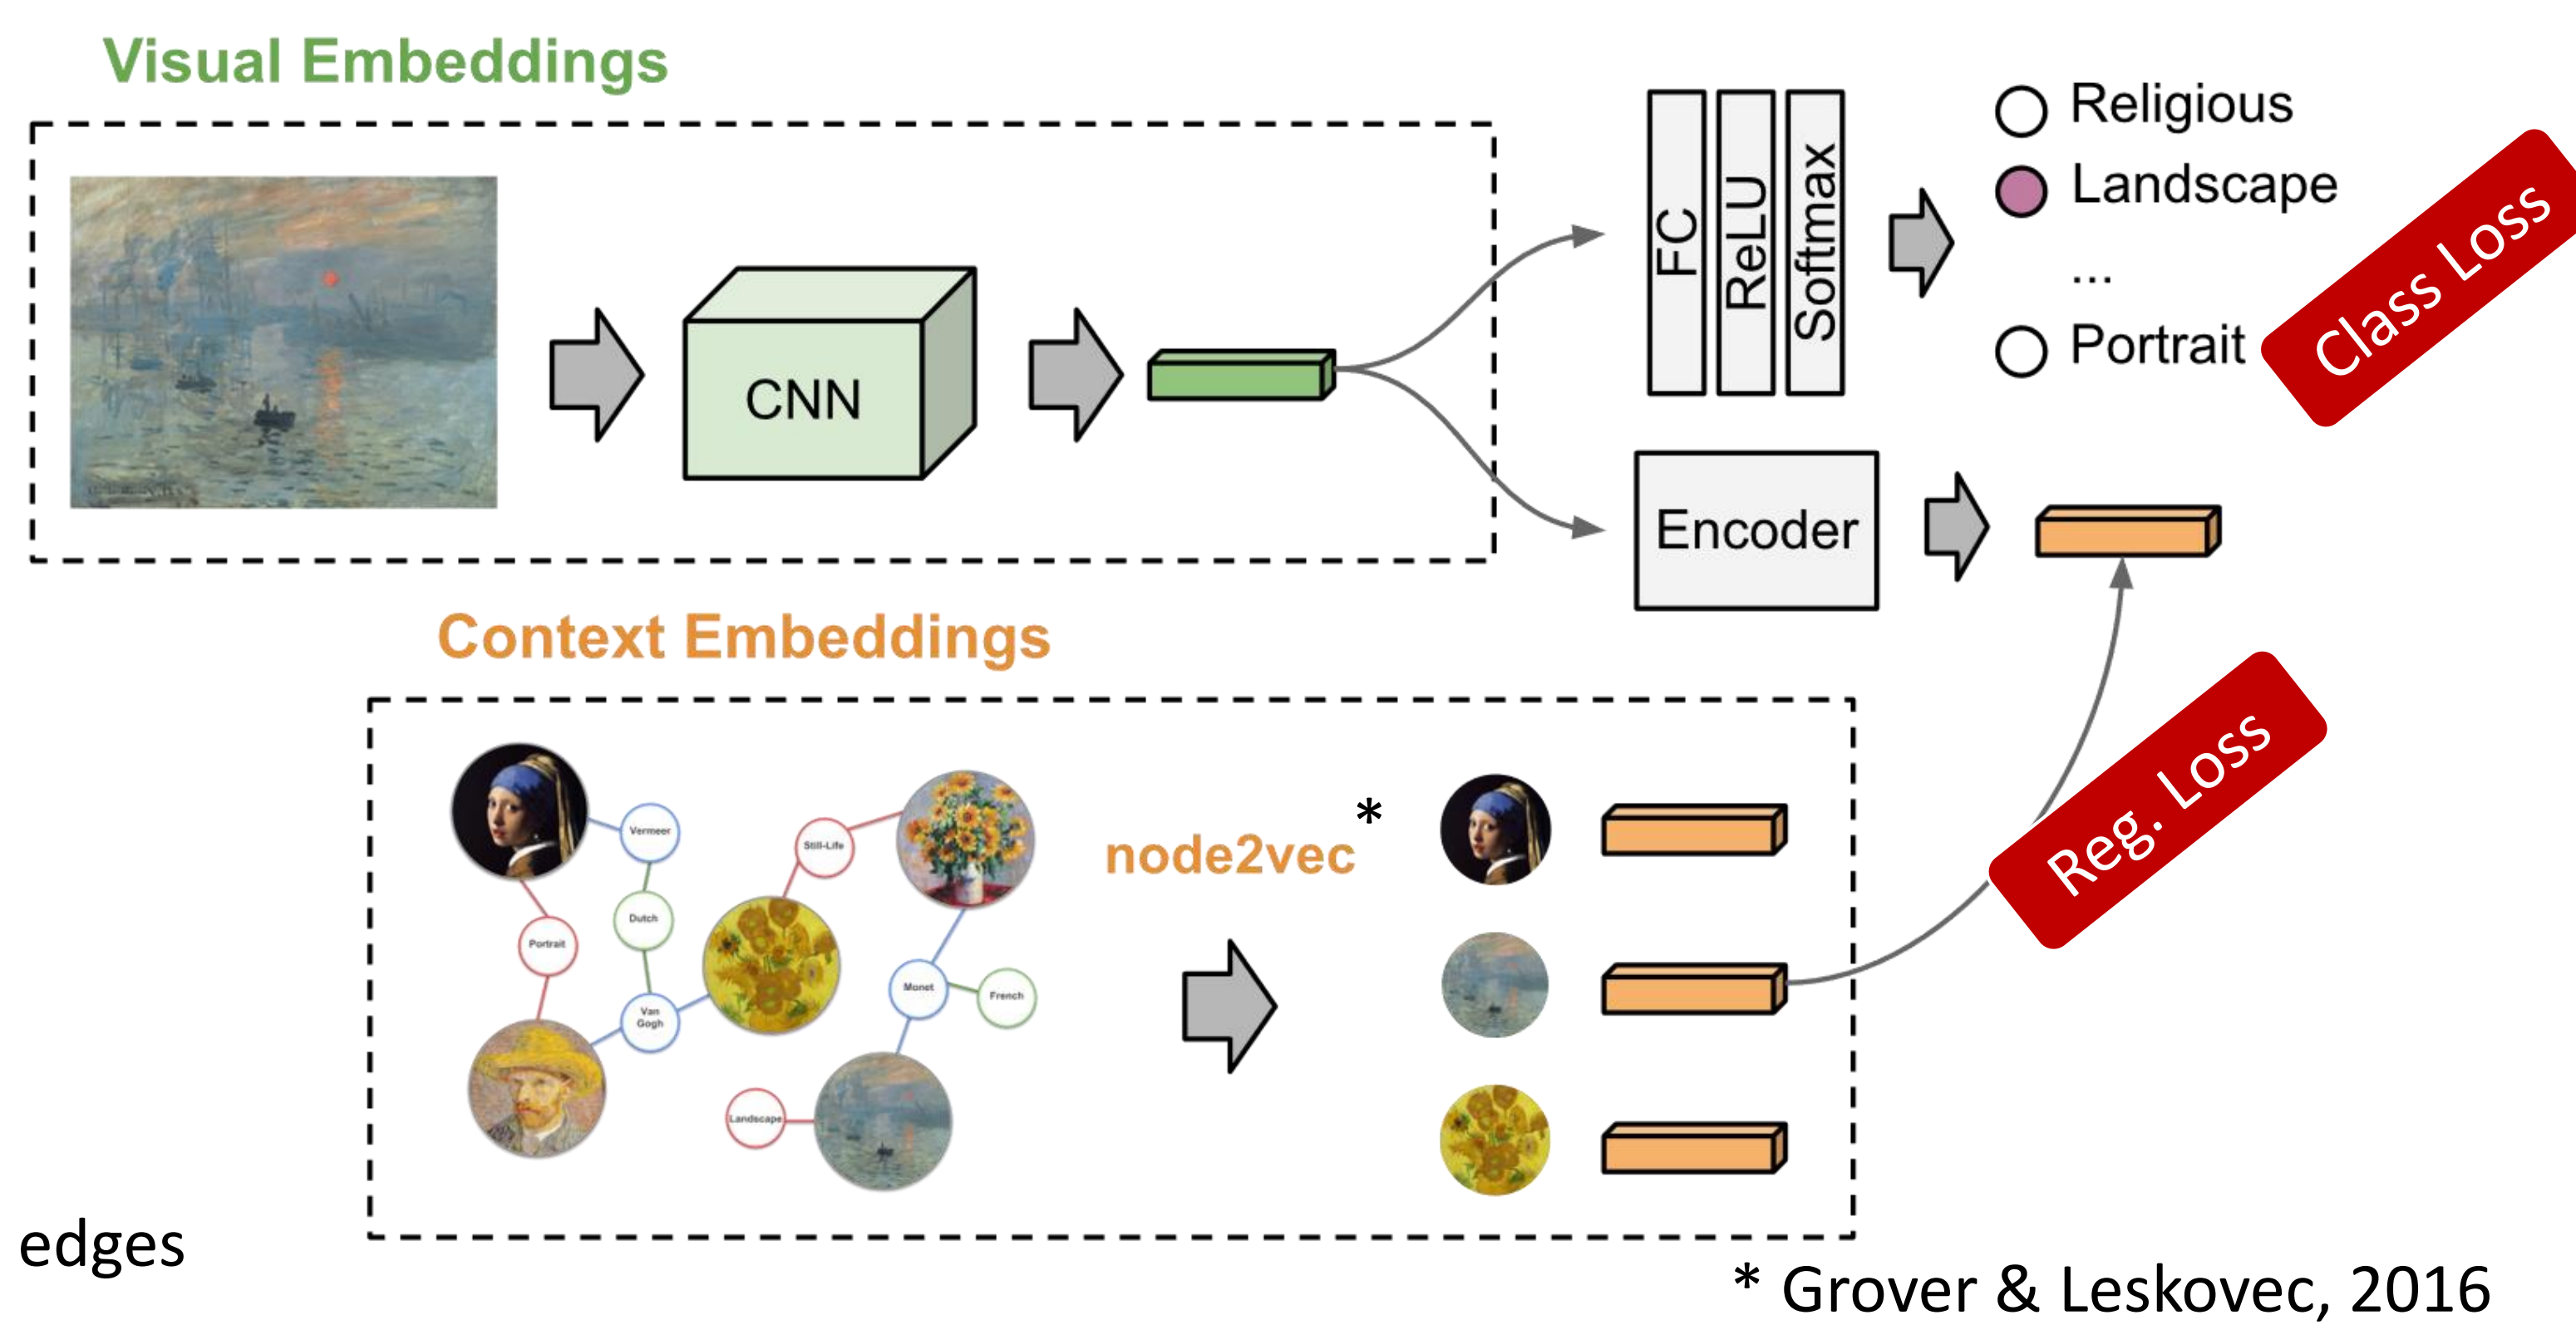 Visual Embeddings
CNN
FC
ReLU
Softmax
Religious
Landscape
...
Portrait
Class Loss
Encoder
Context Embeddings
Vermeer
Still-Life
Dutch
Portrait
Monet
French
Van
Gogh
Landscape
node2vec*
Reg. Loss
edges
* Grover & Leskovec, 2016